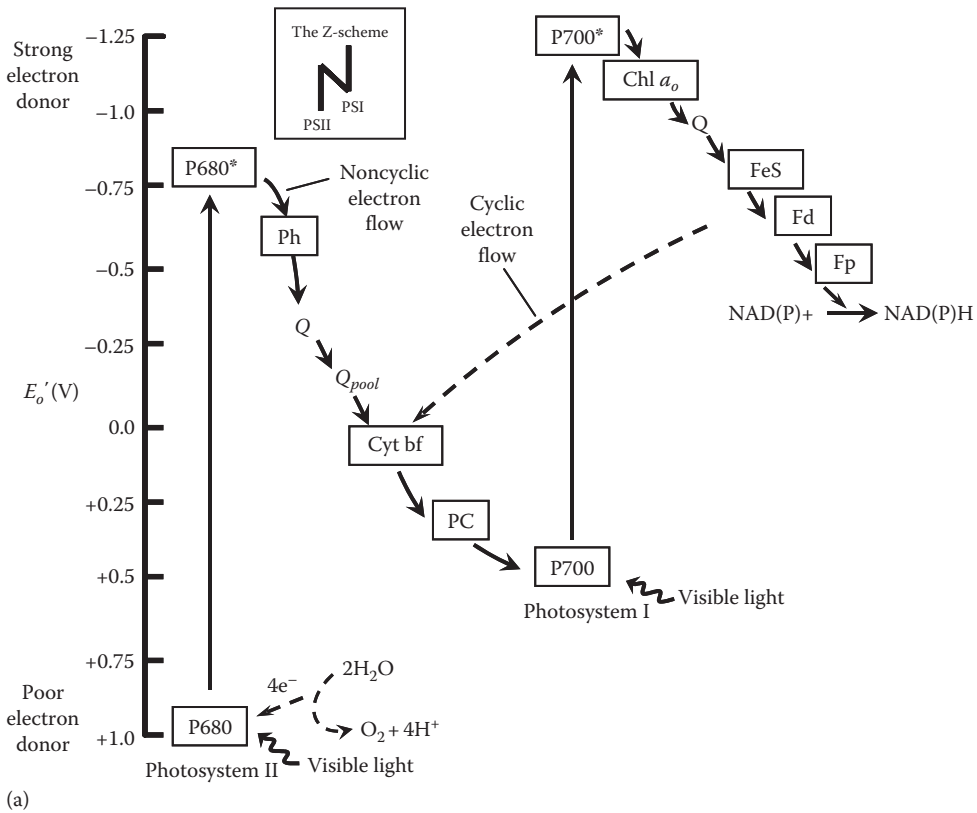 Strong
electron
donor
−1.25
−1.0
−0.75
−0.5
−0.25
E_o′(V)
0.0
+0.25
+0.5
+0.75
+1.0
Poor
electron
donor
The Z-scheme
PSII
PSI
P680*
Noncyclic
electron
flow
Ph
Q
Q_pool
Cyt bf
PC
Cyclic
electron
flow
P700*
Chl a_o
Q
FeS
Fd
Fp
NAD(P)+
NAD(P)H
P700
Photosystem I
Visible light
4e⁻
2H₂O
O₂ + 4H⁺
P680
Photosystem II
Visible light
(a)